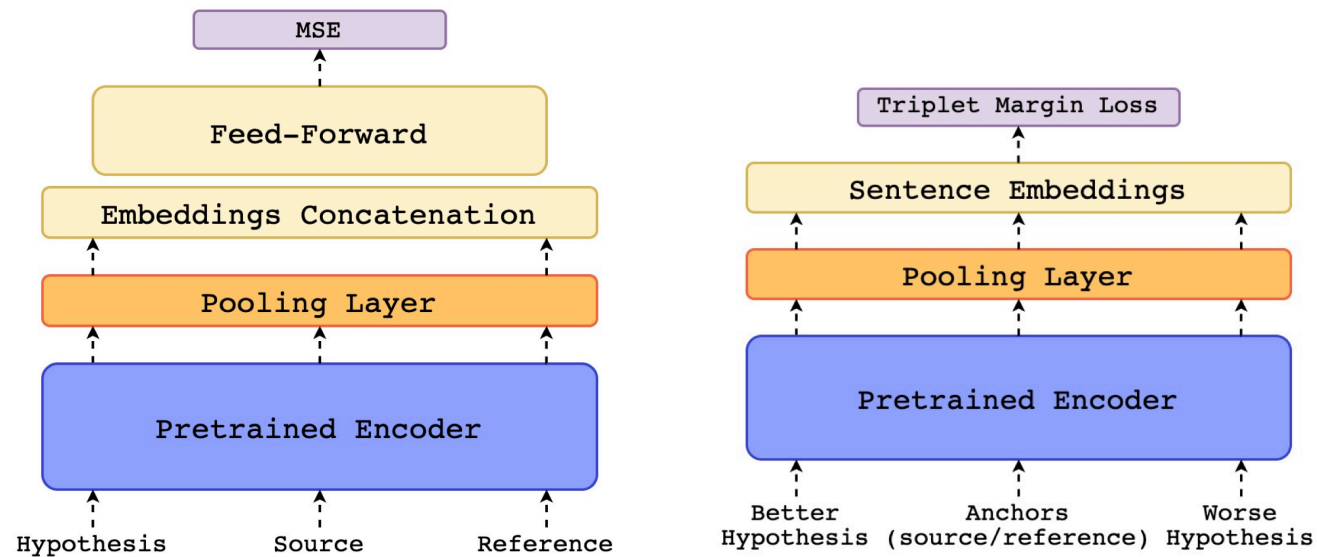 MSE
Feed-Forward
Embeddings Concatenation
Pooling Layer
Pretrained Encoder
Hypothesis Source Reference
Triplet Margin Loss
Sentence Embeddings
Pooling Layer
Pretrained Encoder
Better Anchors Worse
Hypothesis (source/reference) Hypothesis